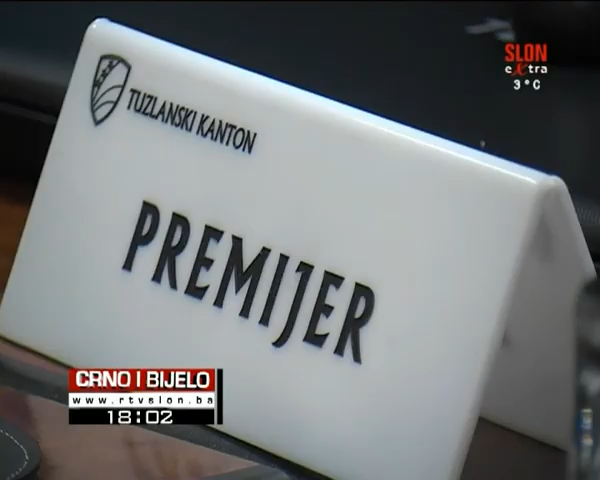 SLON
extra
3°C
TUZLANSKI KANTON
PREMIJER
CRNO I BIJELO
www.rtvslon.ba
18:02